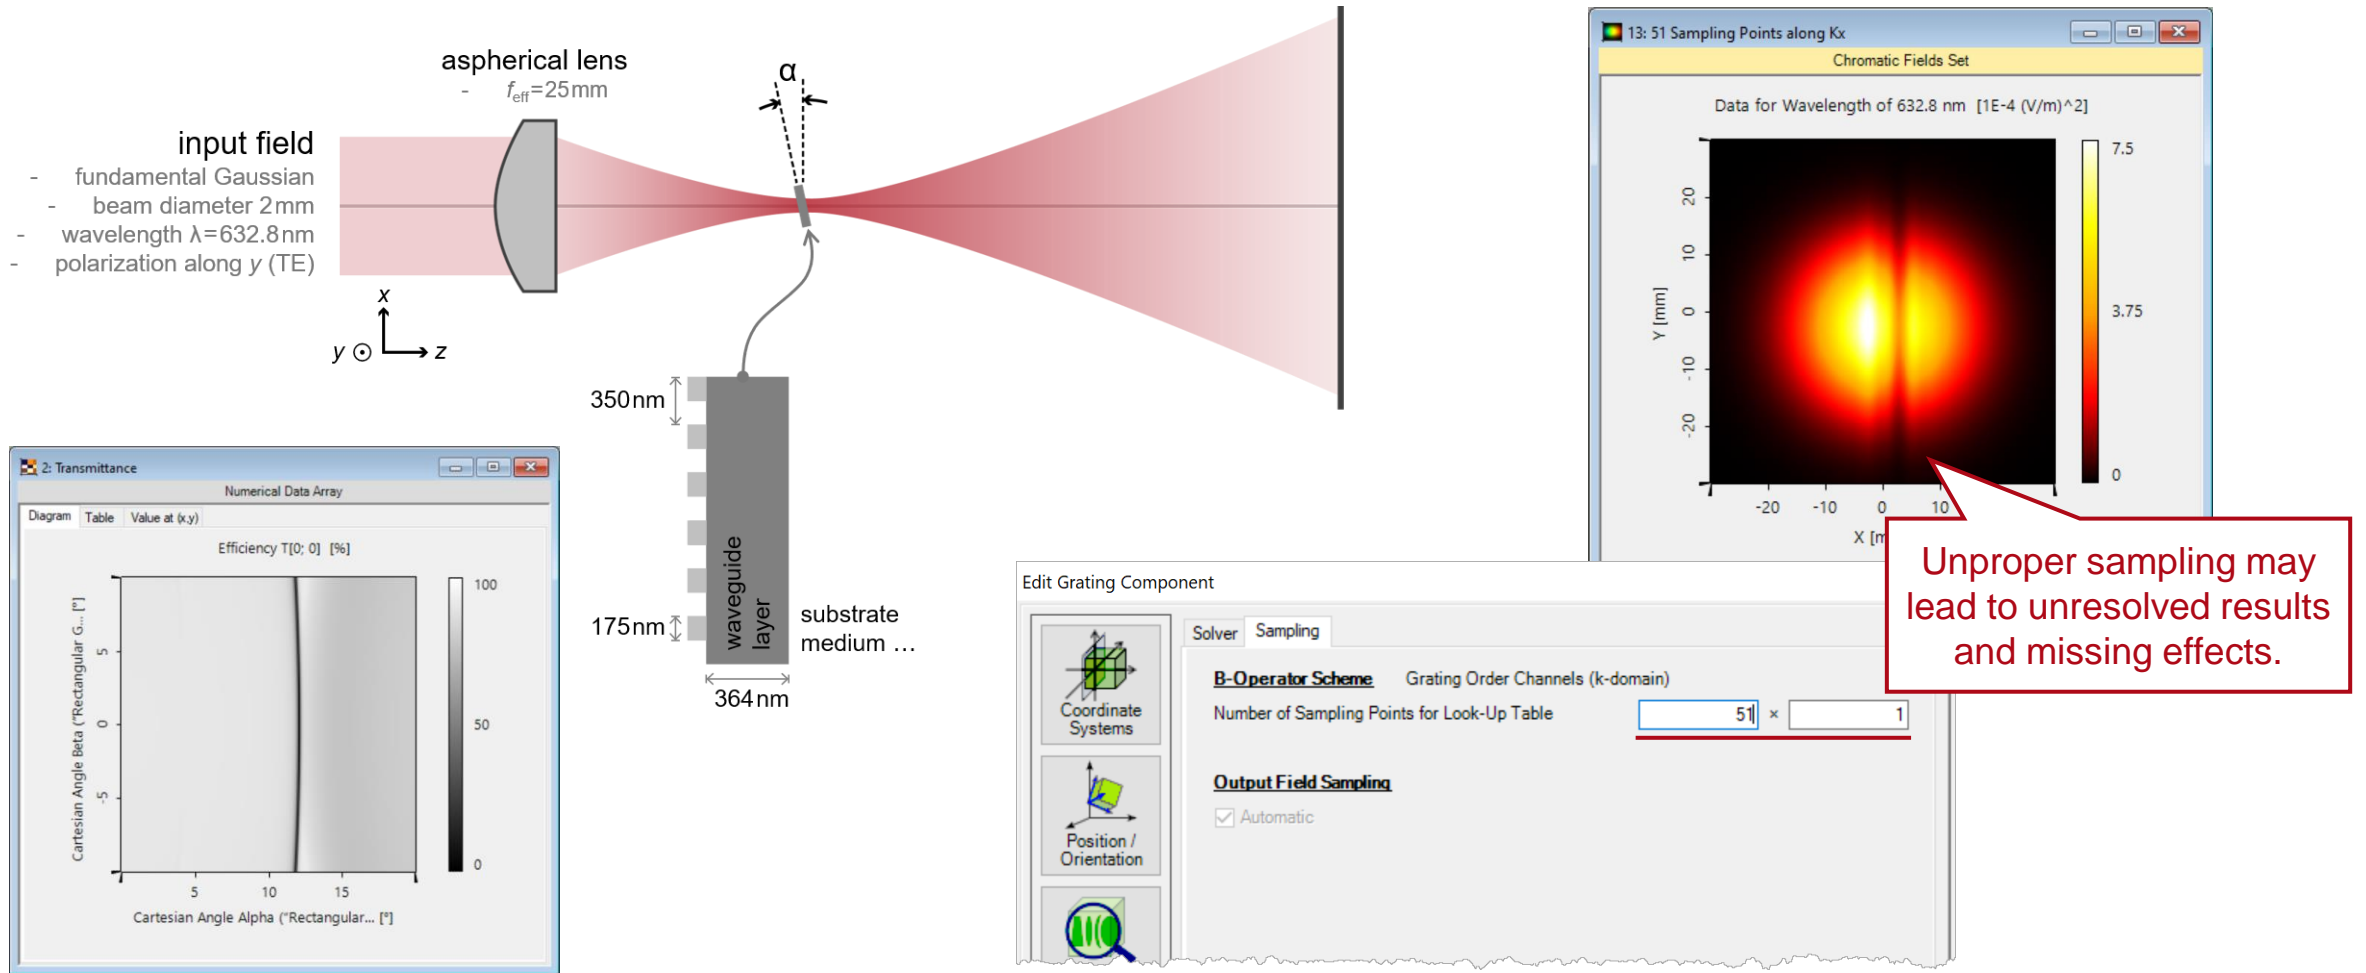 aspherical lens
- feff=25mm
α
input field
- fundamental Gaussian
- beam diameter 2mm
- wavelength λ=632.8nm
- polarization along y (TE)
x
y
z
350nm
175nm
waveguide
layer
364nm
substrate
medium …
2: Transmittance
Numerical Data Array
Diagram Table Value at (x,y)
Efficiency T[0; 0] [%]
Cartesian Angle Beta ("Rectangular G... [°]
5
0
-5
5 10 15
Cartesian Angle Alpha ("Rectangular... [°]
100
50
0
13: 51 Sampling Points along Kx
Chromatic Fields Set
Data for Wavelength of 632.8 nm [1E-4 (V/m)^2]
Y [mm]
20
10
0
-10
-20
-20 -10 0 10
7.5
3.75
0
Unproper sampling may
lead to unresolved results
and missing effects.
Edit Grating Component
Coordinate
Systems
Position /
Orientation
Solver Sampling
B-Operator Scheme Grating Order Channels (k-domain)
Number of Sampling Points for Look-Up Table 51 × 1
Output Field Sampling
Automatic